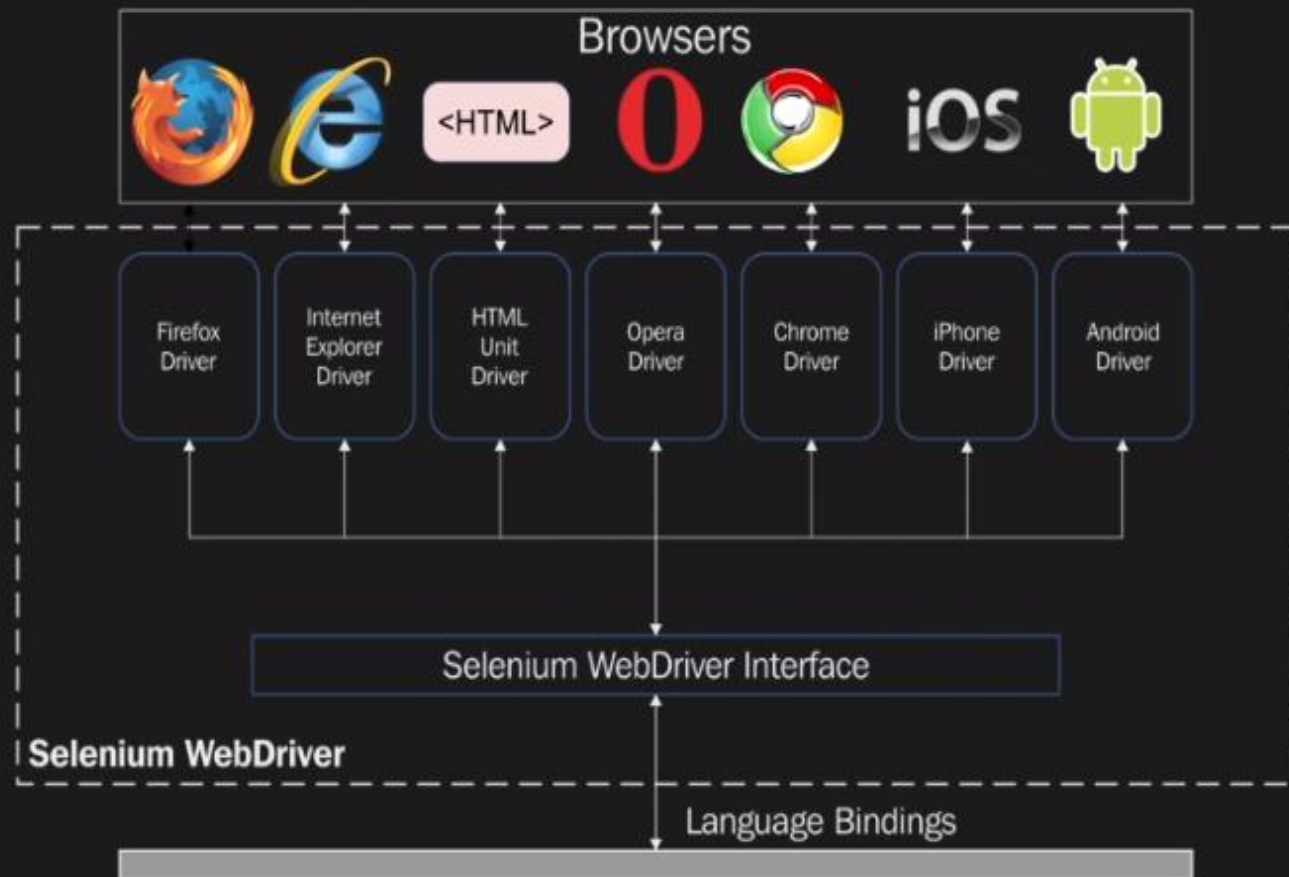 Browsers
<HTML>
iOS
Firefox
Driver
Internet
Explorer
Driver
HTML
Unit
Driver
Opera
Driver
Chrome
Driver
iPhone
Driver
Android
Driver
Selenium WebDriver Interface
Selenium WebDriver
Language Bindings